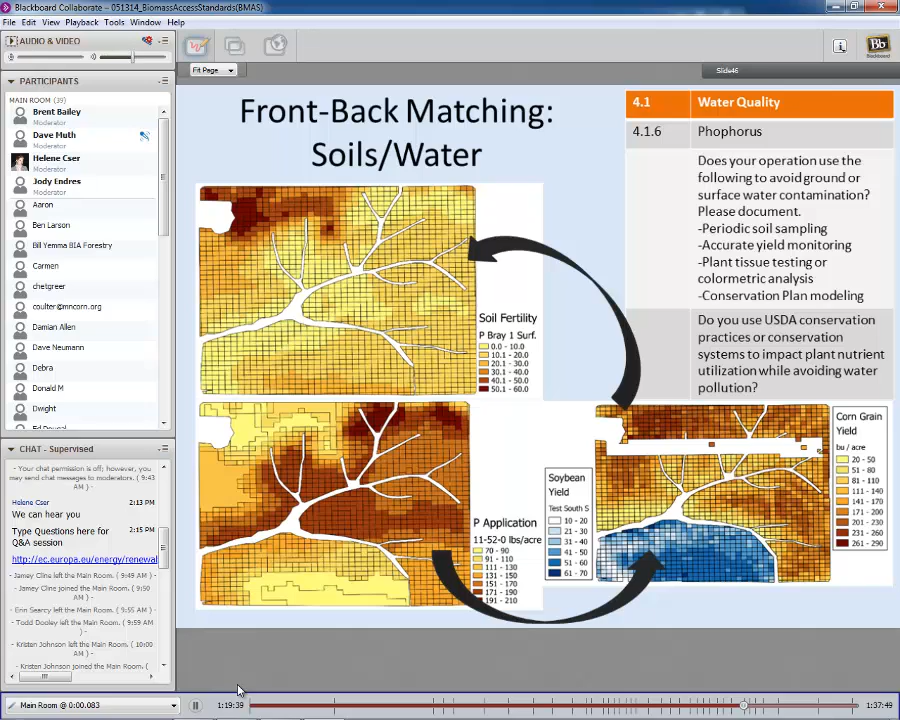 Blackboard Collaborate – 051314_BiomassAccessStandards(BMAS)
File Edit View Playback Tools Window Help
AUDIO & VIDEO
PARTICIPANTS
MAIN ROOM (39)
Brent Bailey
Moderator
Dave Muth
Moderator
Helene Cser
Moderator
Jody Endres
Moderator
Aaron
Ben Larson
Bill Yemma BIA Forestry
Carmen
chetgreer
coulter@mncorn.org
Damian Allen
Dave Neumann
Debra
Donald M
Dwight
CHAT - Supervised
- Your chat permission is off; however, you
may send chat messages to moderators. ( 9:43
AM ) -
Helene Cser 2:13 PM
We can hear you
Type Questions here for 2:15 PM
Q&A session
http://ec.europa.eu/energy/renewal
- Jamey Cline left the Main Room. ( 9:49 AM ) -
- Jamey Cline joined the Main Room. ( 9:50
AM ) -
- Erin Searcy left the Main Room. ( 9:55 AM ) -
- Todd Dooley left the Main Room. ( 9:59
AM ) -
- Kristen Johnson left the Main Room. ( 10:00
AM ) -
- Kristen Johnson joined the Main Room. (
Main Room @ 0:00.083
1:19:39
1:37:49
Fit Page
Slide46
Bb
Blackboard
Front-Back Matching:
Soils/Water
4.1 Water Quality
4.1.6 Phophorus
Does your operation use the
following to avoid ground or
surface water contamination?
Please document.
-Periodic soil sampling
-Accurate yield monitoring
-Plant tissue testing or
colormetric analysis
-Conservation Plan modeling
Do you use USDA conservation
practices or conservation
systems to impact plant nutrient
utilization while avoiding water
pollution?
Soil Fertility
P Bray 1 Surf.
0.0 - 10.0
10.1 - 20.0
20.1 - 30.0
30.1 - 40.0
40.1 - 50.0
50.1 - 60.0
P Application
11-52-0 lbs/acre
70 - 90
91 - 110
111 - 130
131 - 150
151 - 170
171 - 190
191 - 210
Soybean
Yield
Test South S
10 - 20
21 - 30
31 - 40
41 - 50
51 - 60
61 - 70
Corn Grain
Yield
bu / acre
20 - 50
51 - 80
81 - 110
111 - 140
141 - 170
171 - 200
201 - 230
231 - 260
261 - 290